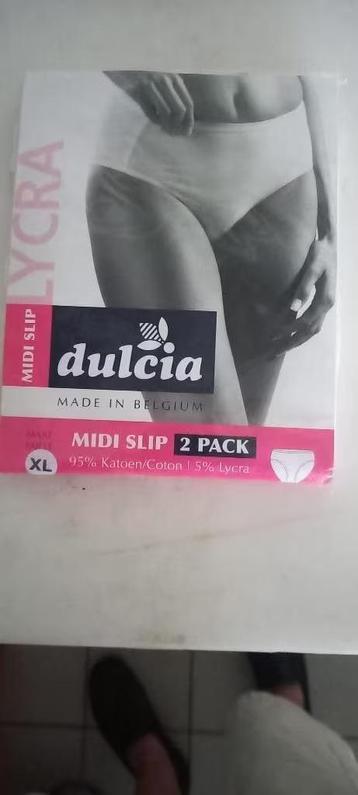 LYCRA
MIDI SLIP
dulcia
MADE IN BELGIUM
MAAT
TAILLE
XL
MIDI SLIP 2 PACK
95% Katoen/Coton | 5% Lycra